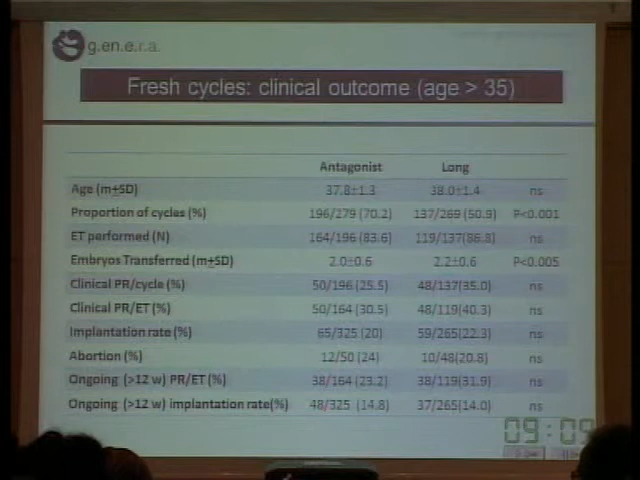 g.en.e.r.a.
Fresh cycles: clinical outcome (age > 35)
Antagonist Long
Age (m±SD) 37.8±1.3 38.0±1.4 ns
Proportion of cycles (%) 196/279 (70.2) 137/269 (50.9) P<0.001
ET performed (N) 164/196 (83.6) 119/137(86.8) ns
Embryos Transferred (m±SD) 2.0±0.6 2.2±0.6 P<0.005
Clinical PR/cycle (%) 50/196 (25.5) 48/137(35.0) ns
Clinical PR/ET (%) 50/164 (30.5) 48/119(40.3) ns
Implantation rate (%) 65/325 (20) 59/265(22.3) ns
Abortion (%) 12/50 (24) 10/48(20.8) ns
Ongoing (>12 w) PR/ET (%) 38/164 (23.2) 38/119(31.9) ns
Ongoing (>12 w) implantation rate(%) 48/325 (14.8) 37/265(14.0) ns
09:09